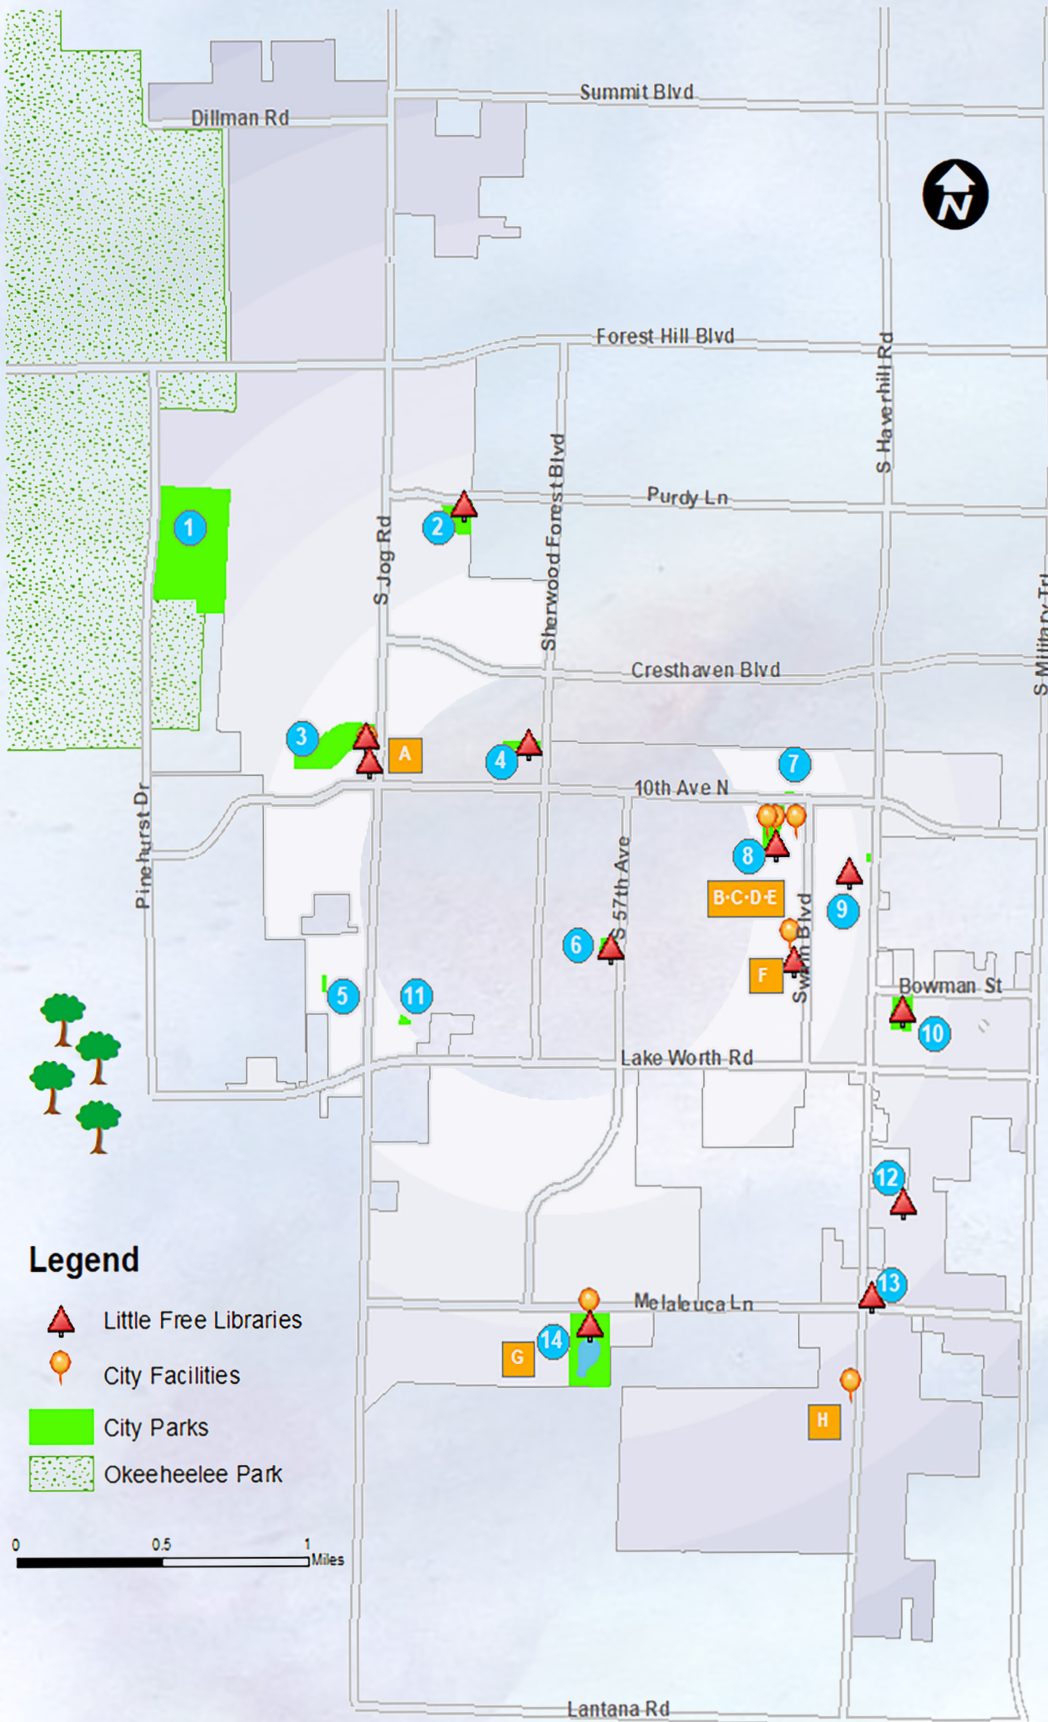 Summit Blvd
Dillman Rd
N
Forest Hill Blvd
S Haverhill Rd
Sherwood Forest Blvd
Purdy Ln
1
2
S Jog Rd
S Military Trl
Cresthaven Blvd
3
A
4
7
10th Ave N
Pinehurst Dr
S 57th Ave
8
B·C·D·E
9
Swain Blvd
6
F
5
11
Bowman St
10
Lake Worth Rd
12
13
Legend
Little Free Libraries
City Facilities
City Parks
Okeeheelee Park
Melaleuca Ln
14
G
H
0 0.5 1
Miles
Lantana Rd